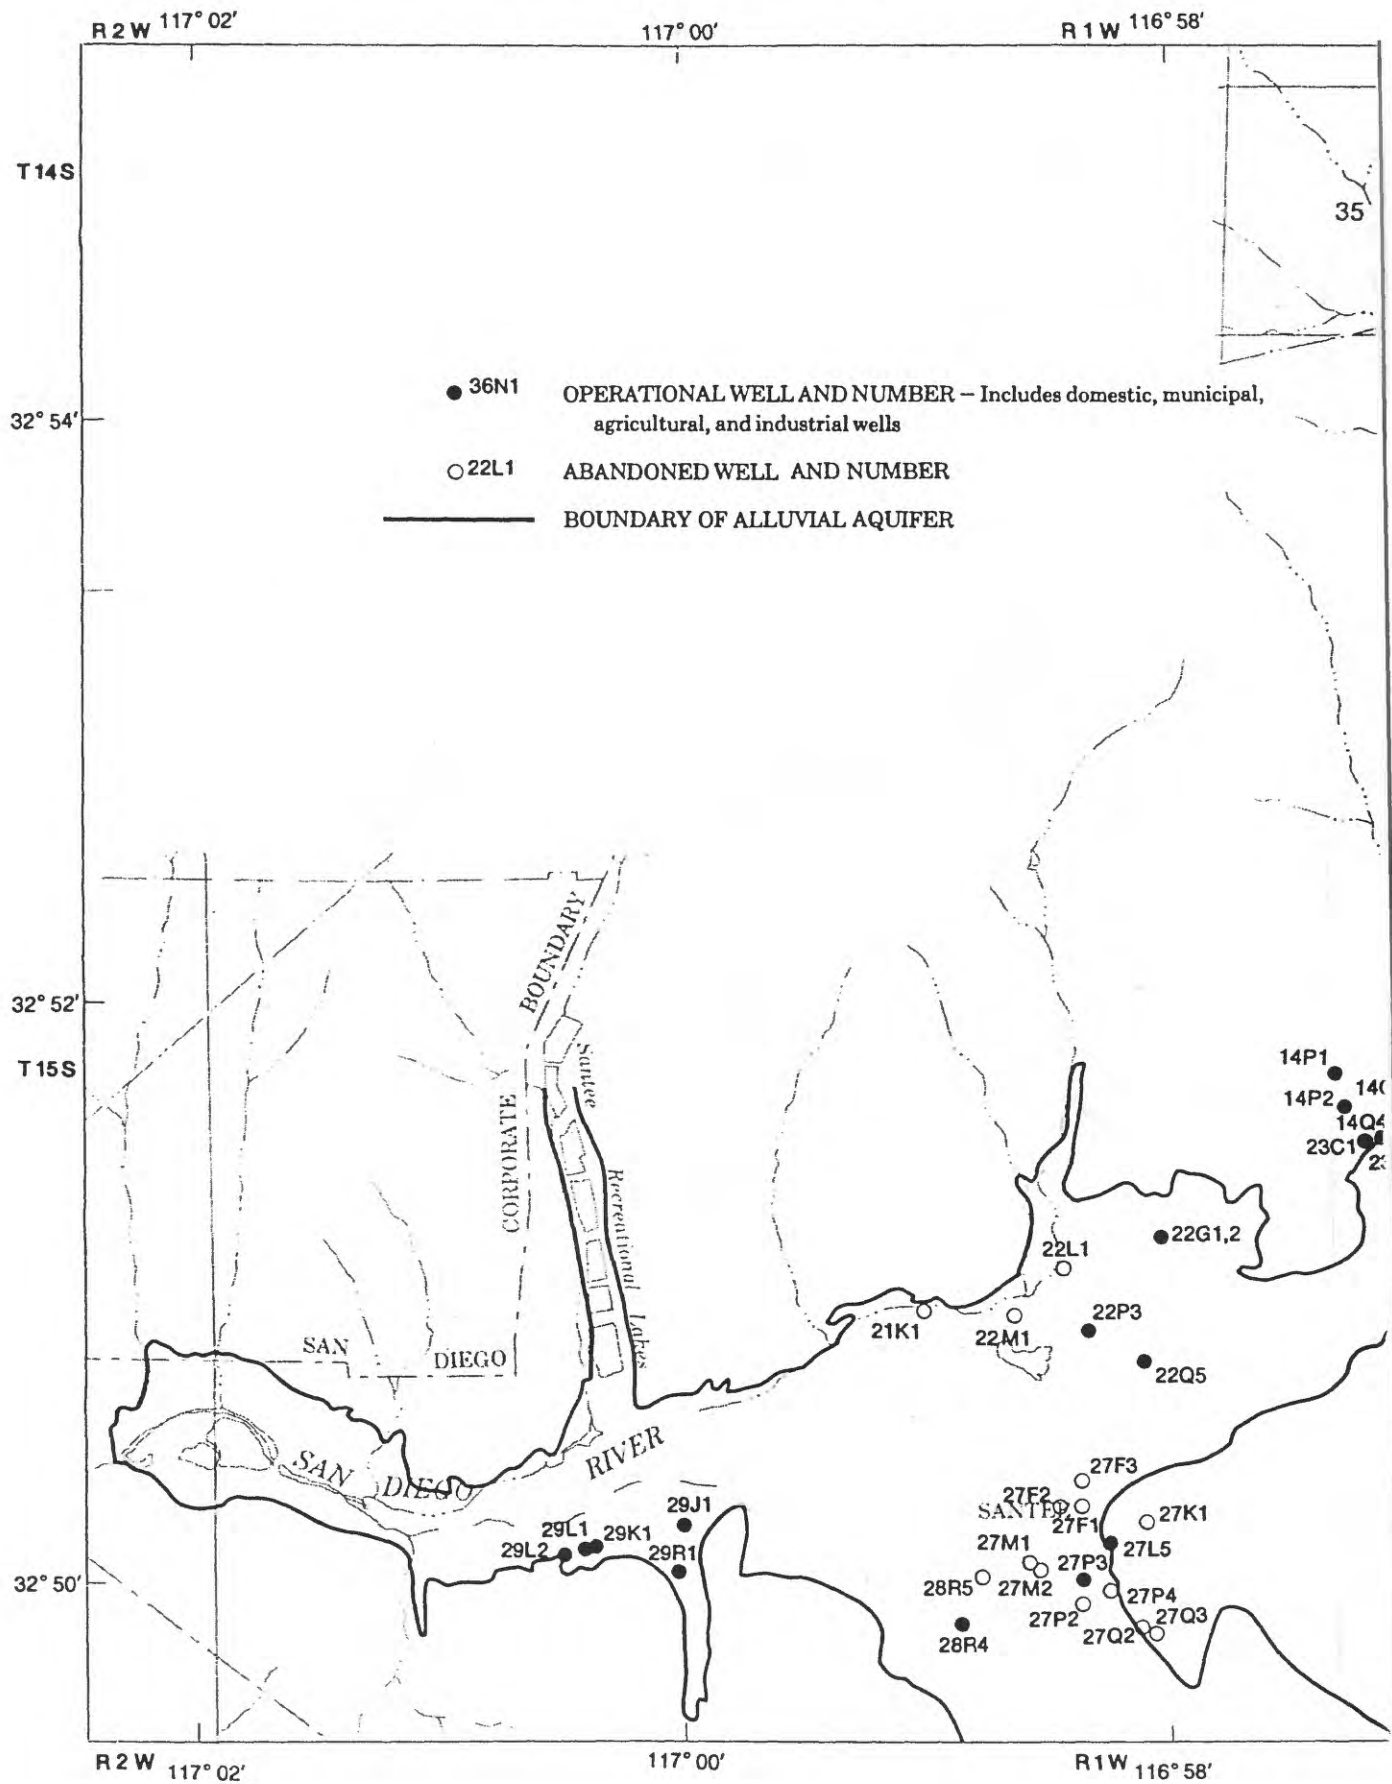 R 2 W 117° 02′ 117° 00′ R 1 W 116° 58′
T 14 S
35
36N1 OPERATIONAL WELL AND NUMBER – Includes domestic, municipal,
32° 54′ agricultural, and industrial wells
22L1 ABANDONED WELL AND NUMBER
BOUNDARY OF ALLUVIAL AQUIFER
BOUNDARY
32° 52′
T 15 S
Santee
14P1
14P2
14Q4
23C1
CORPORATE
Recreational
Lakes
22G1,2
22L1
21K1
22M1
22P3
22Q5
SAN DIEGO
SAN DIEGO RIVER
27F3
27F2
SANTEE
27F1
27K1
29J1
29L1
29K1
29L2
29R1
27M1
27L5
27P3
32° 50′
28R5
27M2
27P4
27P2
27Q3
27Q2
28R4
R 2 W 117° 02′ 117° 00′ R 1 W 116° 58′